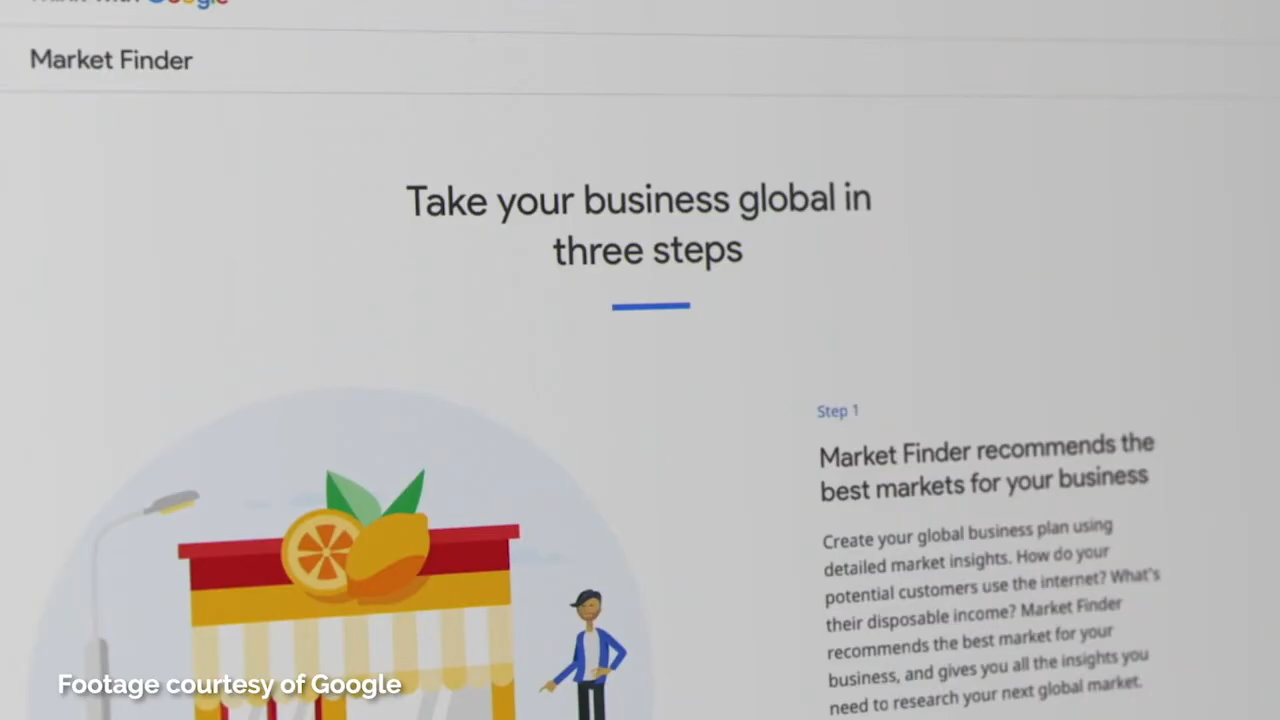 Think with Google
Market Finder
Take your business global in
three steps
Step 1
Market Finder recommends the
best markets for your business
Create your global business plan using
detailed market insights. How do your
potential customers use the internet? What's
their disposable income? Market Finder
recommends the best market for your
business, and gives you all the insights you
need to research your next global market.
Footage courtesy of Google